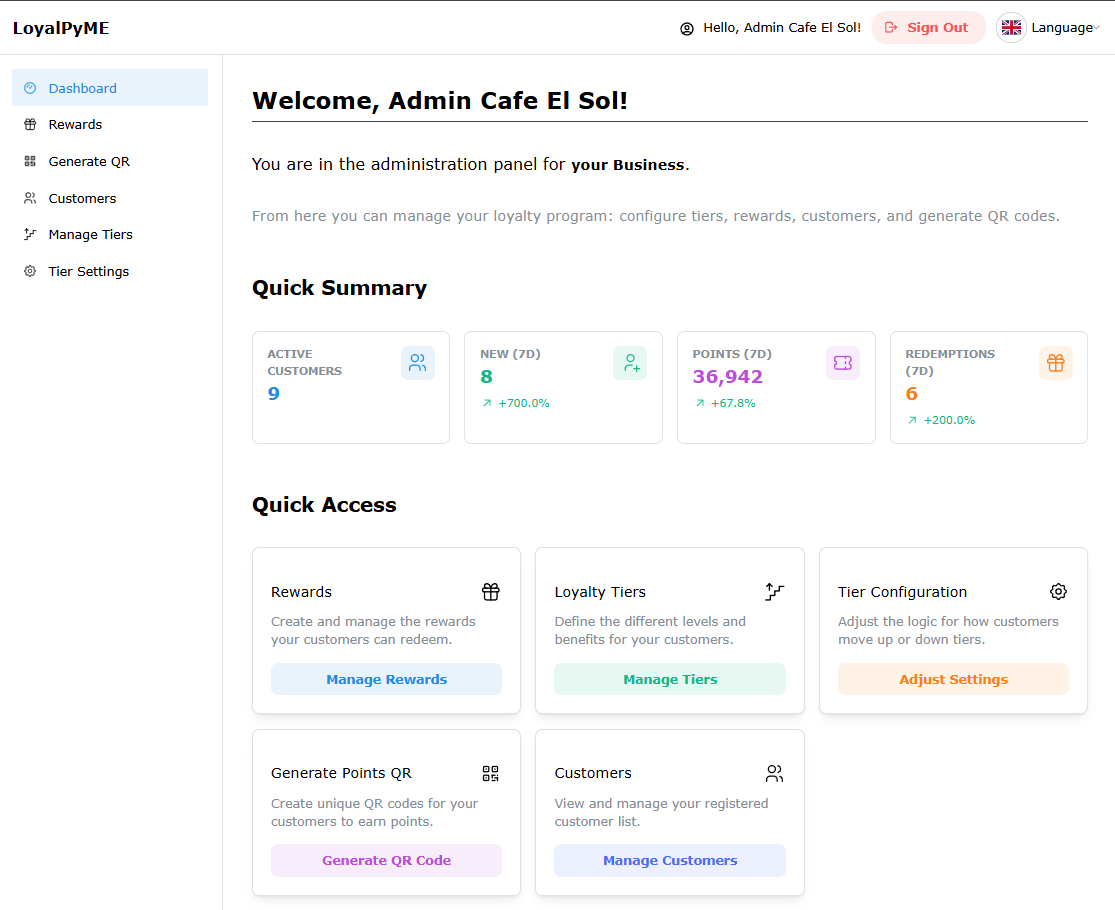 LoyalPyME
Hello, Admin Cafe El Sol!
Sign Out
Language
Dashboard
Rewards
Generate QR
Customers
Manage Tiers
Tier Settings
Welcome, Admin Cafe El Sol!
You are in the administration panel for your Business.
From here you can manage your loyalty program: configure tiers, rewards, customers, and generate QR codes.
Quick Summary
ACTIVE
CUSTOMERS
9
NEW (7D)
8
+700.0%
POINTS (7D)
36,942
+67.8%
REDEMPTIONS
(7D)
6
+200.0%
Quick Access
Rewards
Create and manage the rewards
your customers can redeem.
Manage Rewards
Loyalty Tiers
Define the different levels and
benefits for your customers.
Manage Tiers
Tier Configuration
Adjust the logic for how customers
move up or down tiers.
Adjust Settings
Generate Points QR
Create unique QR codes for your
customers to earn points.
Generate QR Code
Customers
View and manage your registered
customer list.
Manage Customers